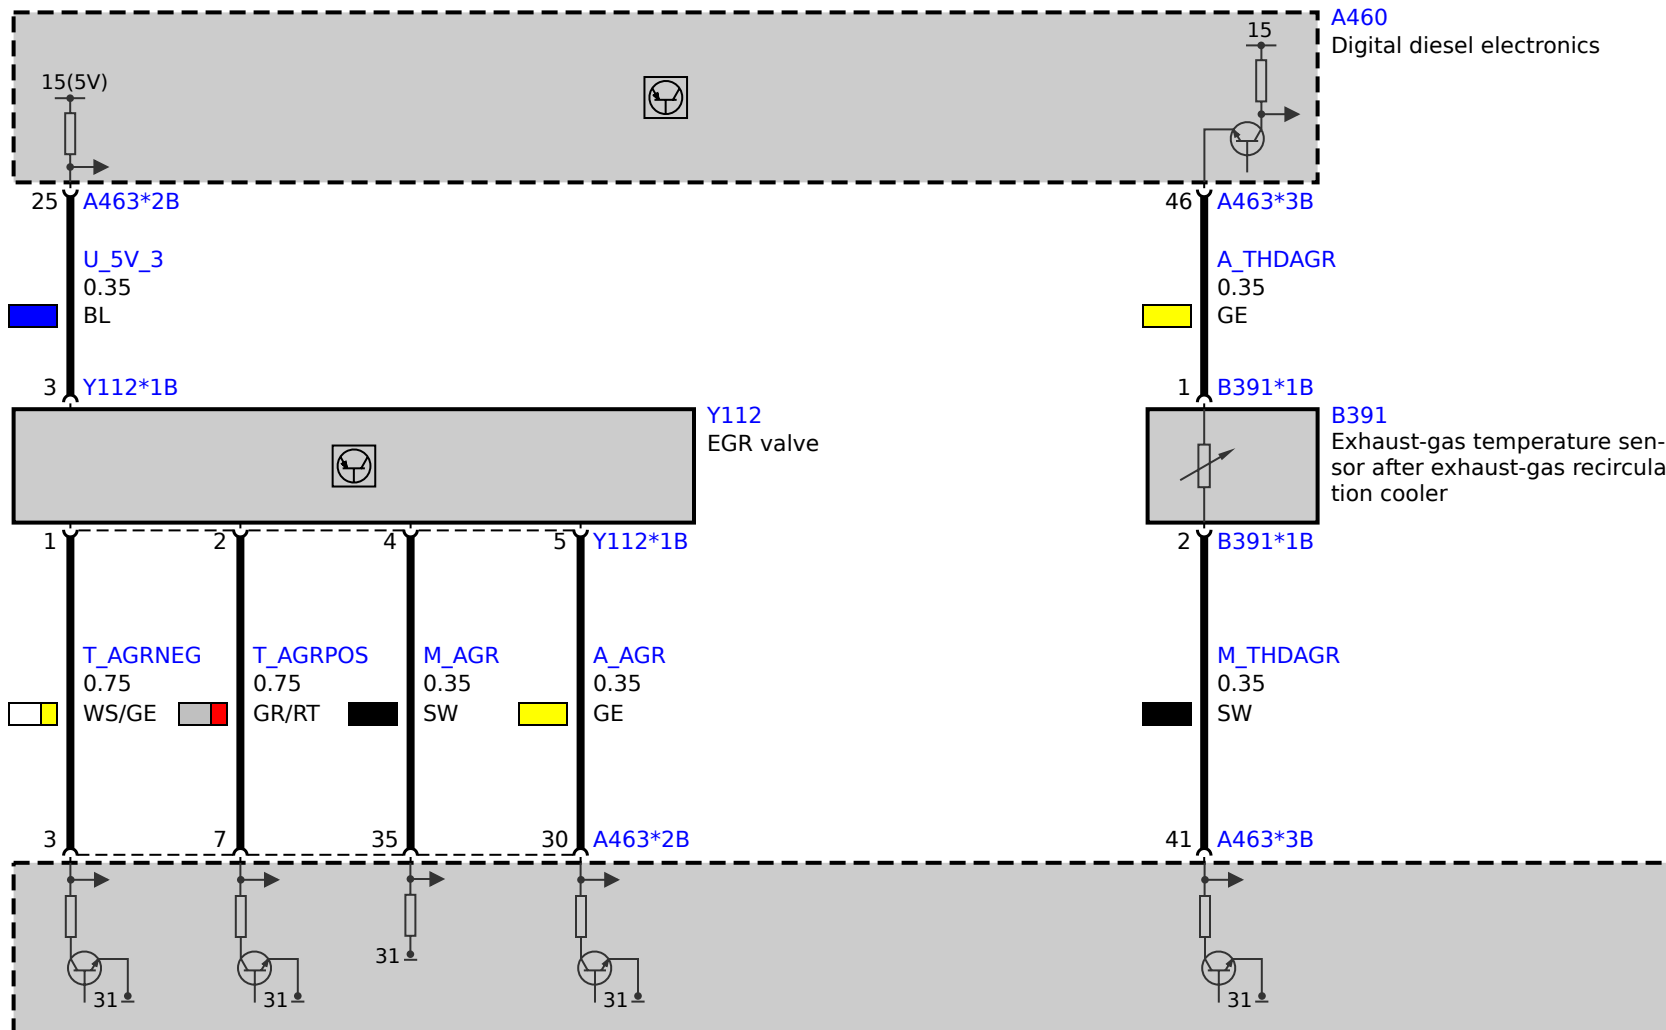 A460
Digital diesel electronics
15
15(5V)
25 A463*2B
46 A463*3B
U_5V_3
0.35
BL
A_THDAGR
0.35
GE
3 Y112*1B
1 B391*1B
Y112
EGR valve
B391
Exhaust-gas temperature sen-
sor after exhaust-gas recircula
tion cooler
1 2 4 5 Y112*1B
2 B391*1B
T_AGRNEG T_AGRPOS M_AGR A_AGR M_THDAGR
0.75 0.75 0.35 0.35 0.35
WS/GE GR/RT SW GE SW
3 7 35 30 A463*2B
41 A463*3B
31
31 31 31 31